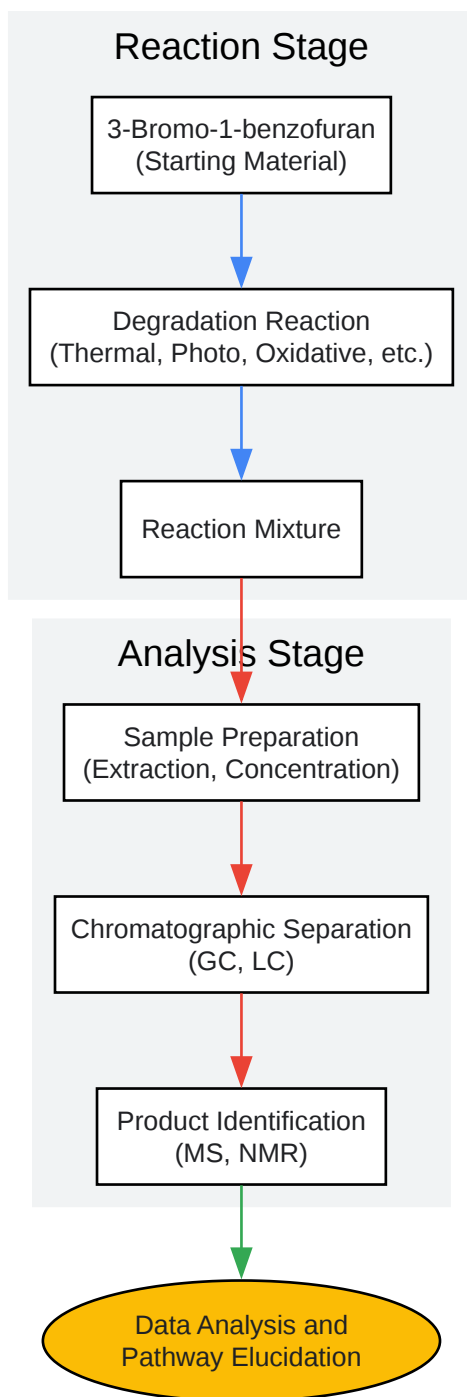 Reaction Stage
3-Bromo-1-benzofuran
(Starting Material)
Degradation Reaction
(Thermal, Photo, Oxidative, etc.)
Reaction Mixture
Analysis Stage
Sample Preparation
(Extraction, Concentration)
Chromatographic Separation
(GC, LC)
Product Identification
(MS, NMR)
Data Analysis and
Pathway Elucidation